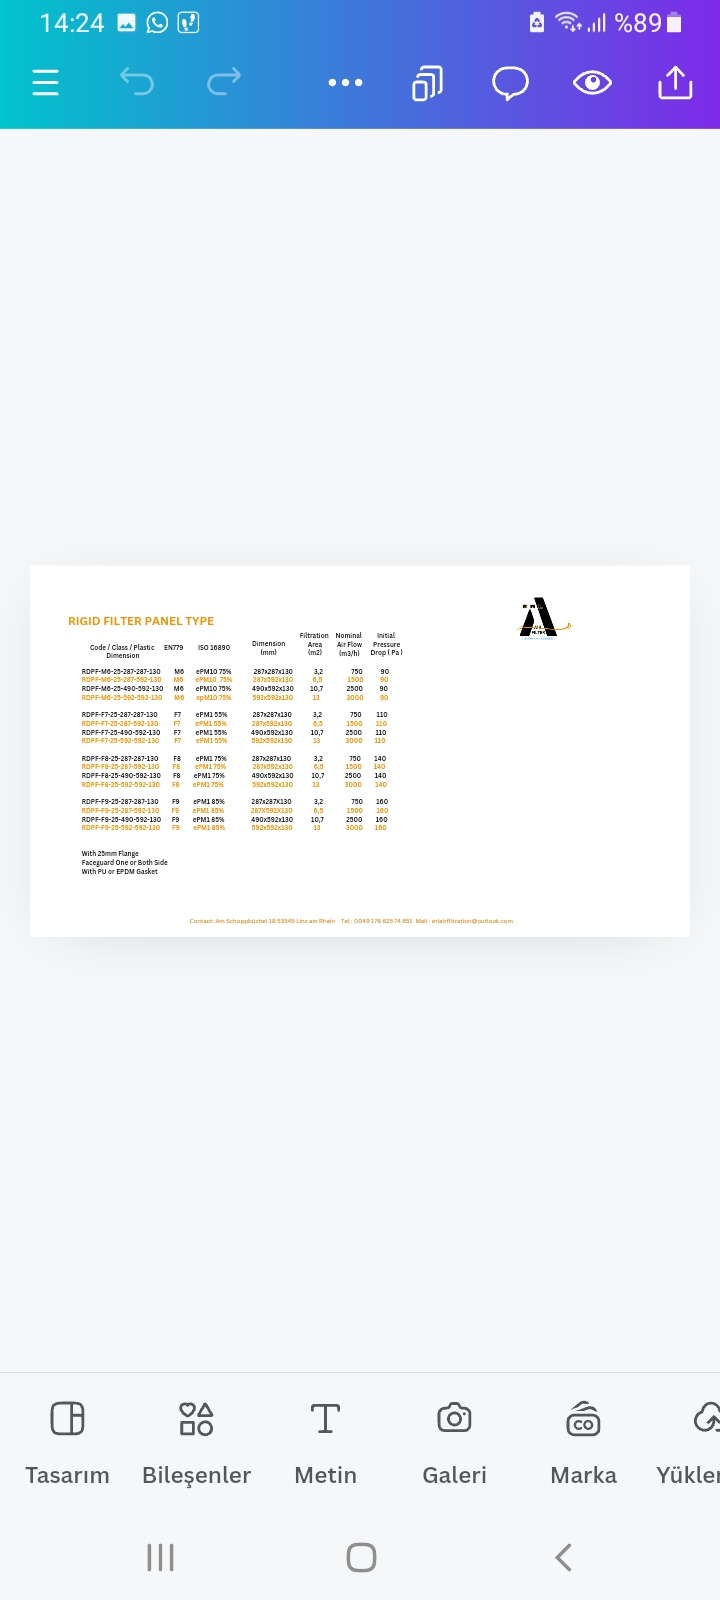 14:24
%89
RIGID FILTER PANEL TYPE
Code / Class / Plastic Dimension EN779 ISO 16890 Dimension (mm) Filtration Area (m2) Nominal Air Flow (m3/h) Initial Pressure Drop ( Pa )
RDPF-M6-25-287-287-130 M6 ePM10 75% 287x287x130 3,2 750 90
RDPF-M6-25-287-592-130 M6 ePM10 75% 287x592x130 6,5 1500 90
RDPF-M6-25-490-592-130 M6 ePM10 75% 490x592x130 10,7 2500 90
RDPF-M6-25-592-592-130 M6 epM10 75% 592x592x130 13 3000 90
RDPF-F7-25-287-287-130 F7 ePM1 55% 287x287x130 3,2 750 110
RDPF-F7-25-287-592-130 F7 ePM1 55% 287x592x130 6,5 1500 110
RDPF-F7-25-490-592-130 F7 ePM1 55% 490x592x130 10,7 2500 110
RDPF-F7-25-592-592-130 F7 ePM1 55% 592x592x130 13 3000 110
RDPF-F8-25-287-287-130 F8 ePM1 75% 287x287x130 3,2 750 140
RDPF-F8-25-287-592-130 F8 ePM1 75% 287x592x130 6,5 1500 140
RDPF-F8-25-490-592-130 F8 ePM1 75% 490x592x130 10,7 2500 140
RDPF-F8-25-592-592-130 F8 ePM1 75% 592x592x130 13 3000 140
RDPF-F9-25-287-287-130 F9 ePM1 85% 287x287X130 3,2 750 160
RDPF-F9-25-287-592-130 F9 ePM1 85% 287X592X130 6,5 1500 160
RDPF-F9-25-490-592-130 F9 ePM1 85% 490x592x130 10,7 2500 160
RDPF-F9-25-592-592-130 F9 ePM1 85% 592x592x130 13 3000 160
With 25mm Flange
Faceguard One or Both Side
With PU or EPDM Gasket
Contact: Am Schoppbüchel 19 53545 Linz am Rhein Tel : 0049 176 625 74 851 Mail : erlairfiltration@outlook.com
Tasarım Bileşenler Metin Galeri Marka Yükler